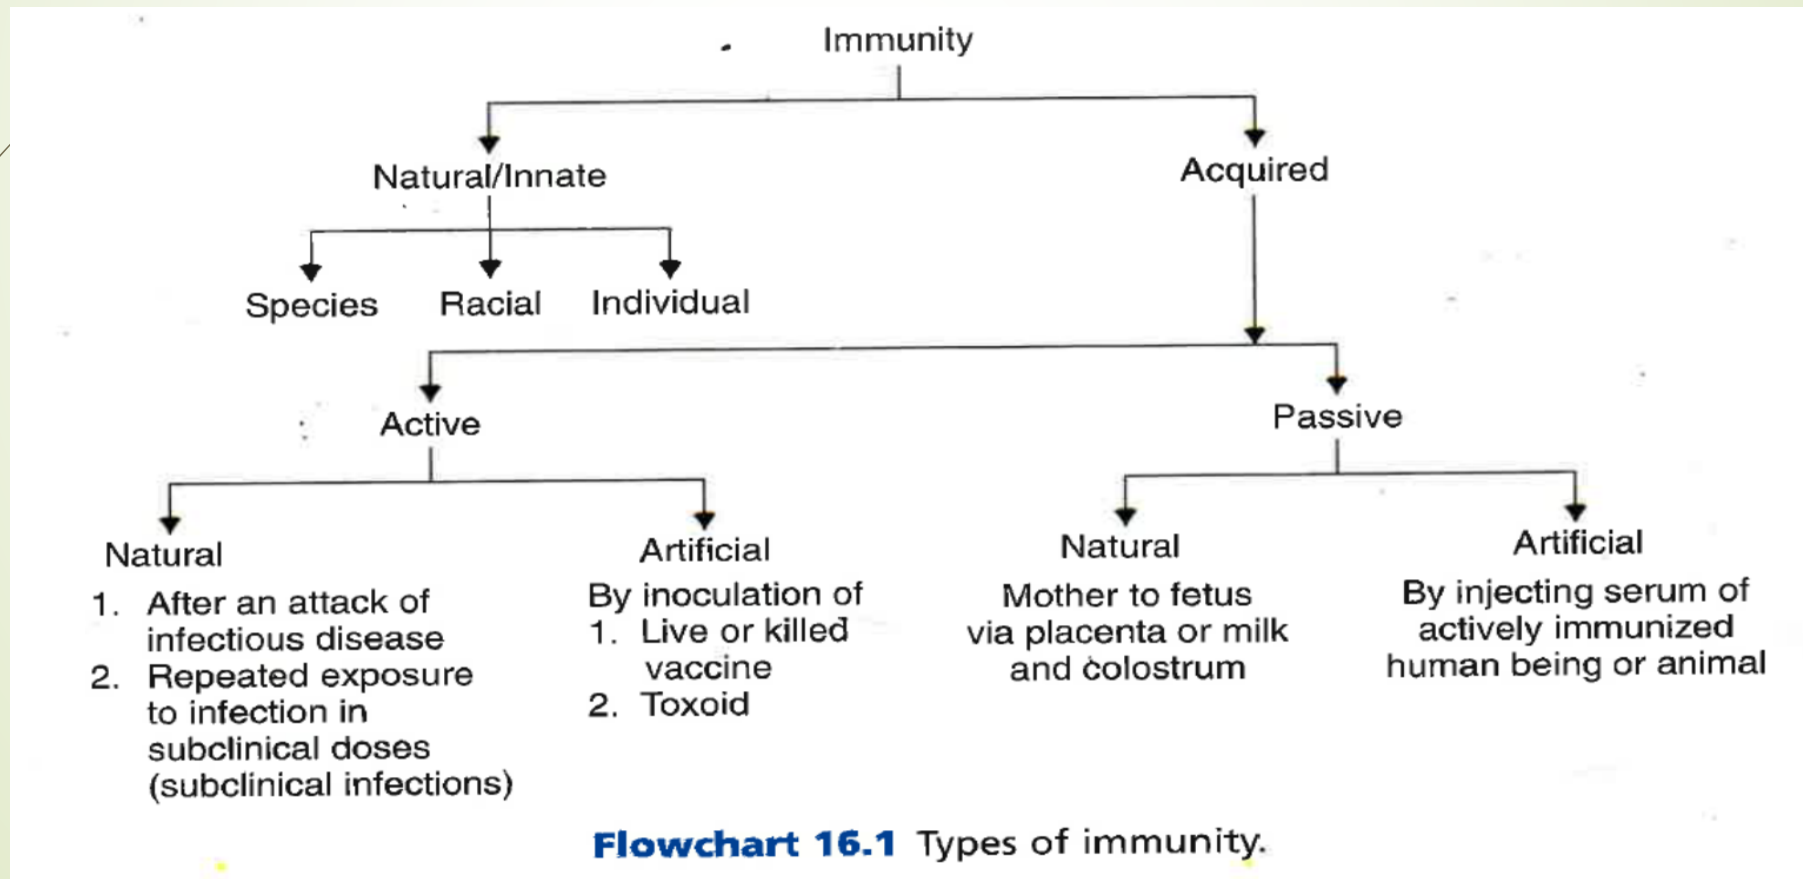 Immunity
Natural/Innate
Acquired
Species
Racial
Individual
Active
Passive
Natural
1. After an attack of
infectious disease
2. Repeated exposure
to infection in
subclinical doses
(subclinical infections)
Artificial
By inoculation of
1. Live or killed
vaccine
2. Toxoid
Natural
Mother to fetus
via placenta or milk
and colostrum
Artificial
By injecting serum of
actively immunized
human being or animal
Flowchart 16.1 Types of immunity.